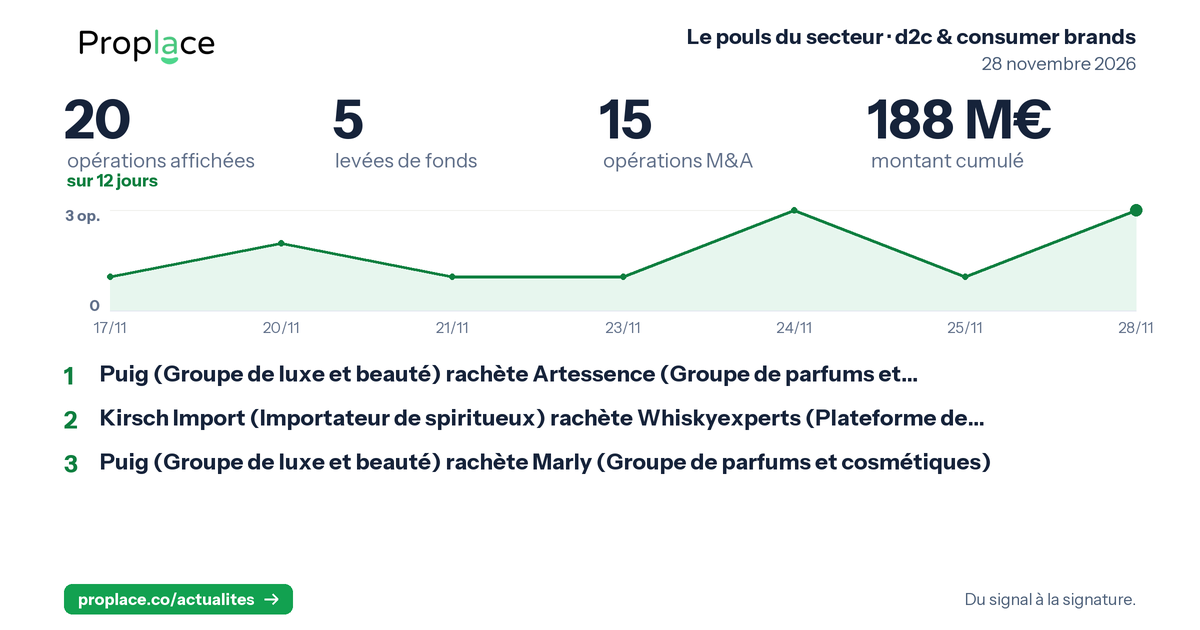 Proplace
Le pouls du secteur · d2c & consumer brands
28 novembre 2026
20
opérations affichées
sur 12 jours
5
levées de fonds
15
opérations M&A
188 M€
montant cumulé
3 op.
0
17/11 20/11 21/11 23/11 24/11 25/11 28/11
1 Puig (Groupe de luxe et beauté) rachète Artessence (Groupe de parfums et...
2 Kirsch Import (Importateur de spiritueux) rachète Whiskyexperts (Plateforme de...
3 Puig (Groupe de luxe et beauté) rachète Marly (Groupe de parfums et cosmétiques)
proplace.co/actualites →
Du signal à la signature.